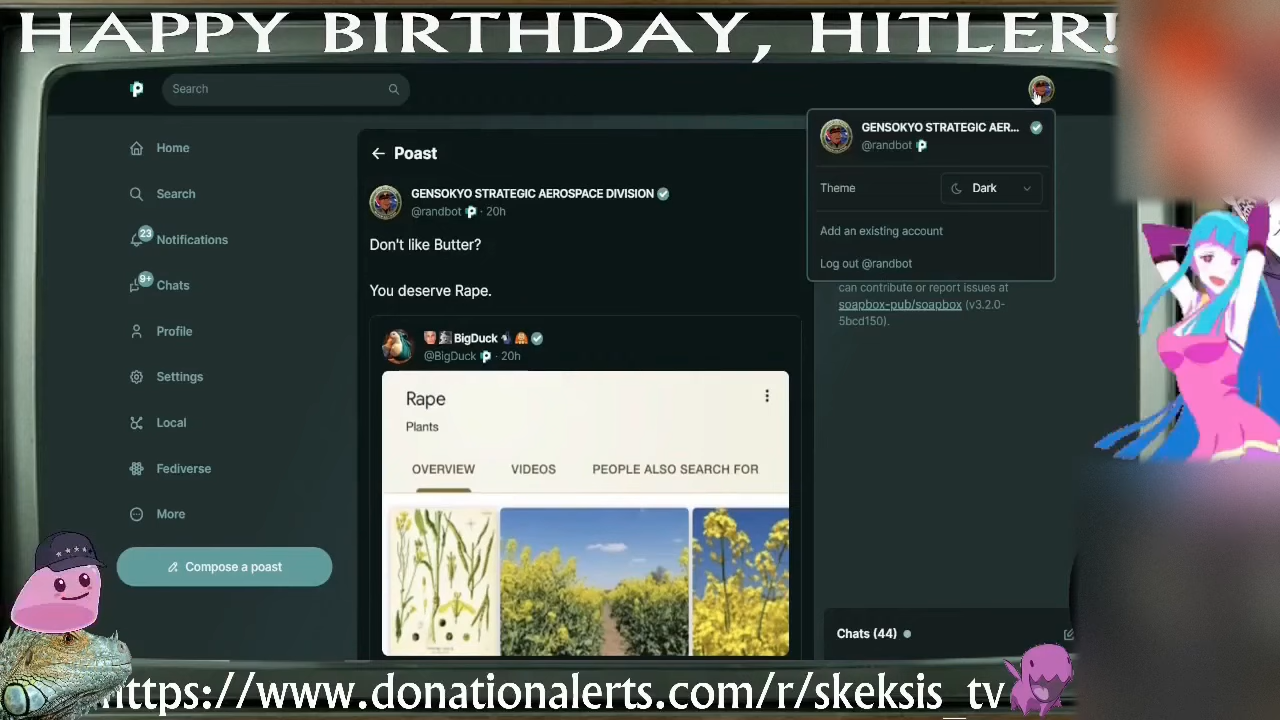 HAPPY BIRTHDAY, HITLER!
Search
GENSOKYO STRATEGIC AER...
@randbot
Theme
Dark
Add an existing account
Log out @randbot
Home
Search
23
Notifications
9+
Chats
Profile
Settings
Local
Fediverse
More
Compose a poast
Poast
GENSOKYO STRATEGIC AEROSPACE DIVISION
@randbot · 20h
Don't like Butter?
You deserve Rape.
BigDuck
@BigDuck · 20h
Rape
Plants
OVERVIEW VIDEOS PEOPLE ALSO SEARCH FOR
can contribute or report issues at
soapbox-pub/soapbox (v3.2.0-
5bcd150).
Chats (44)
https://www.donationalerts.com/r/skeksis_tv